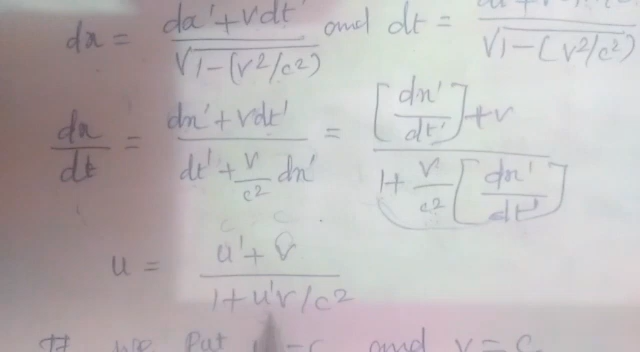 dx = dx'+vdt' / √1-(v²/c²) and dt = / √1-(v²/c²)
dx/dt = dx'+vdt' / dt'+v/c² dx' = [dx'/dt']+v / 1+v/c² [dx'/dt']
u = u'+v / 1+u'v/c²
If we put = c and v = c